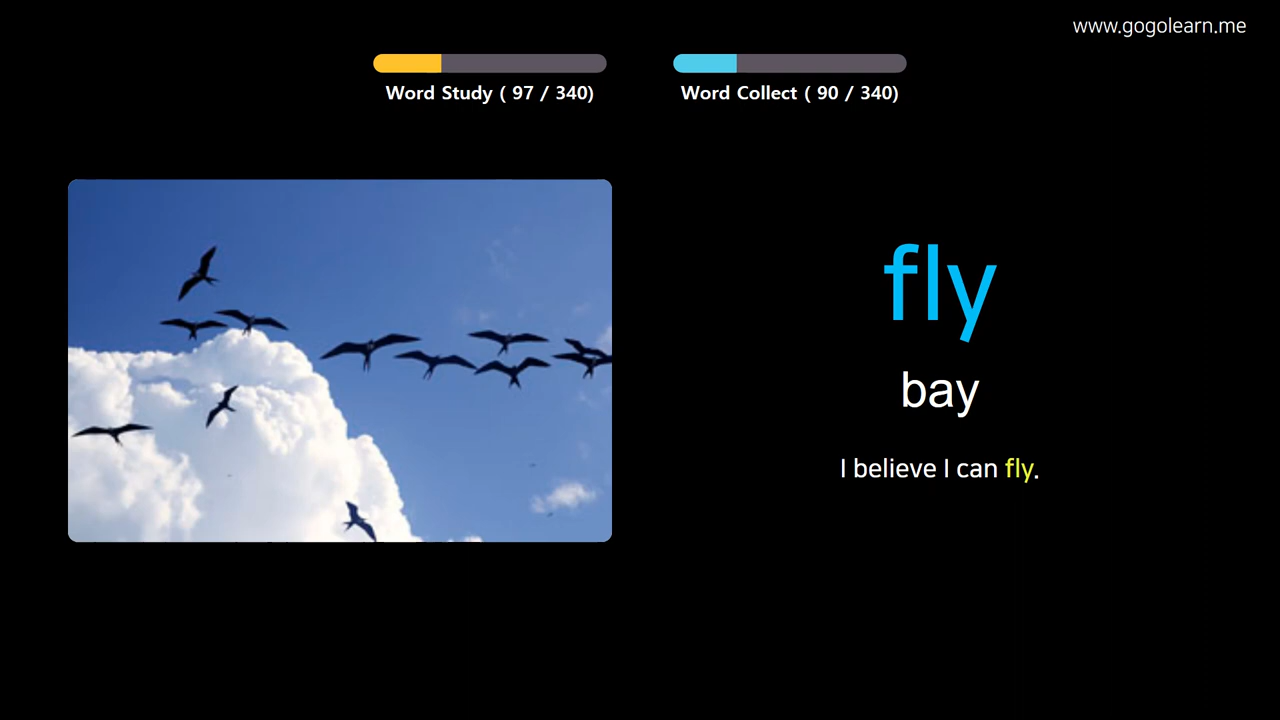 www.gogolearn.me
Word Study ( 97 / 340)
Word Collect ( 90 / 340)
fly
bay
I believe I can fly.